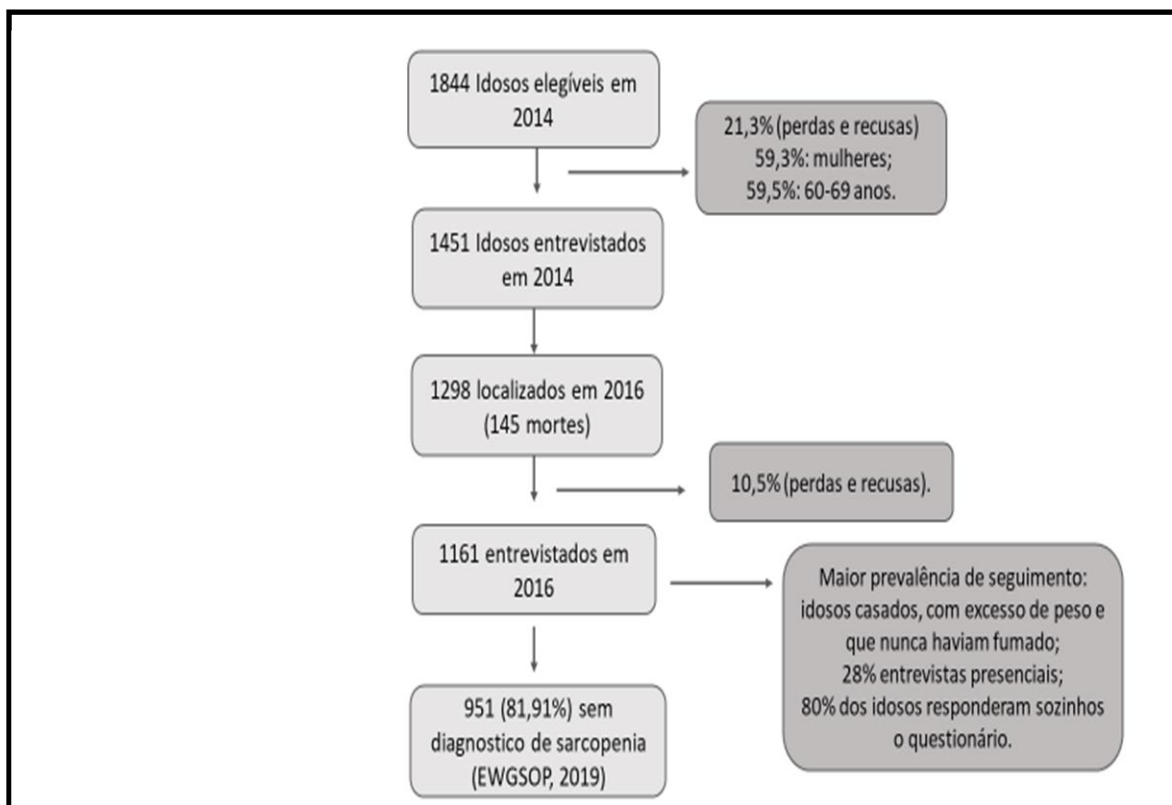 1844 Idosos elegíveis em
2014
21,3% (perdas e recusas)
59,3%: mulheres;
59,5%: 60-69 anos.
1451 Idosos entrevistados
em 2014
1298 localizados em 2016
(145 mortes)
10,5% (perdas e recusas).
1161 entrevistados em
2016
Maior prevalência de seguimento:
idosos casados, com excesso de peso e
que nunca haviam fumado;
28% entrevistas presenciais;
80% dos idosos responderam sozinhos
o questionário.
951 (81,91%) sem
diagnostico de sarcopenia
(EWGSOP, 2019)